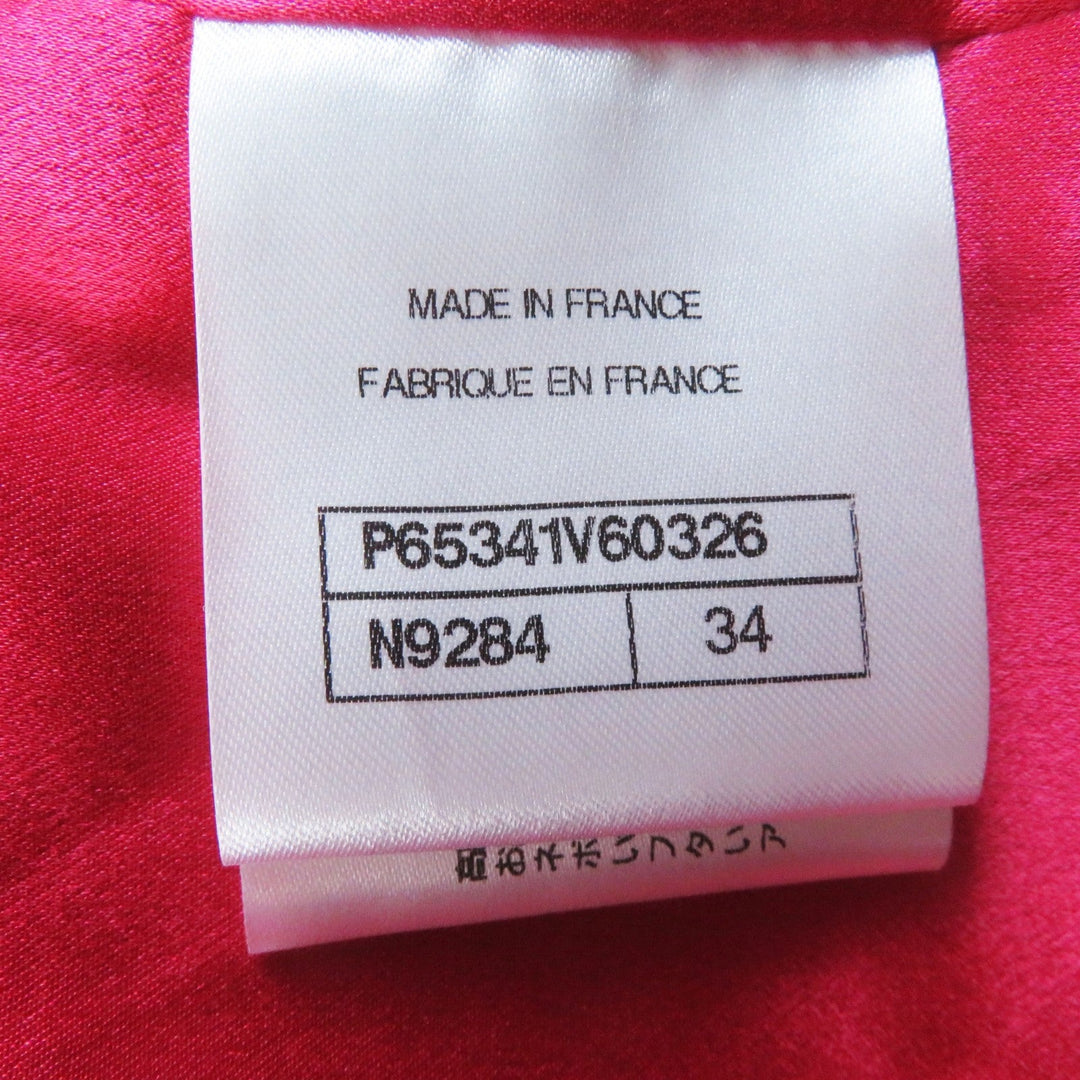 MADE IN FRANCE
FABRIQUE EN FRANCE
P65341V60326
N9284
34